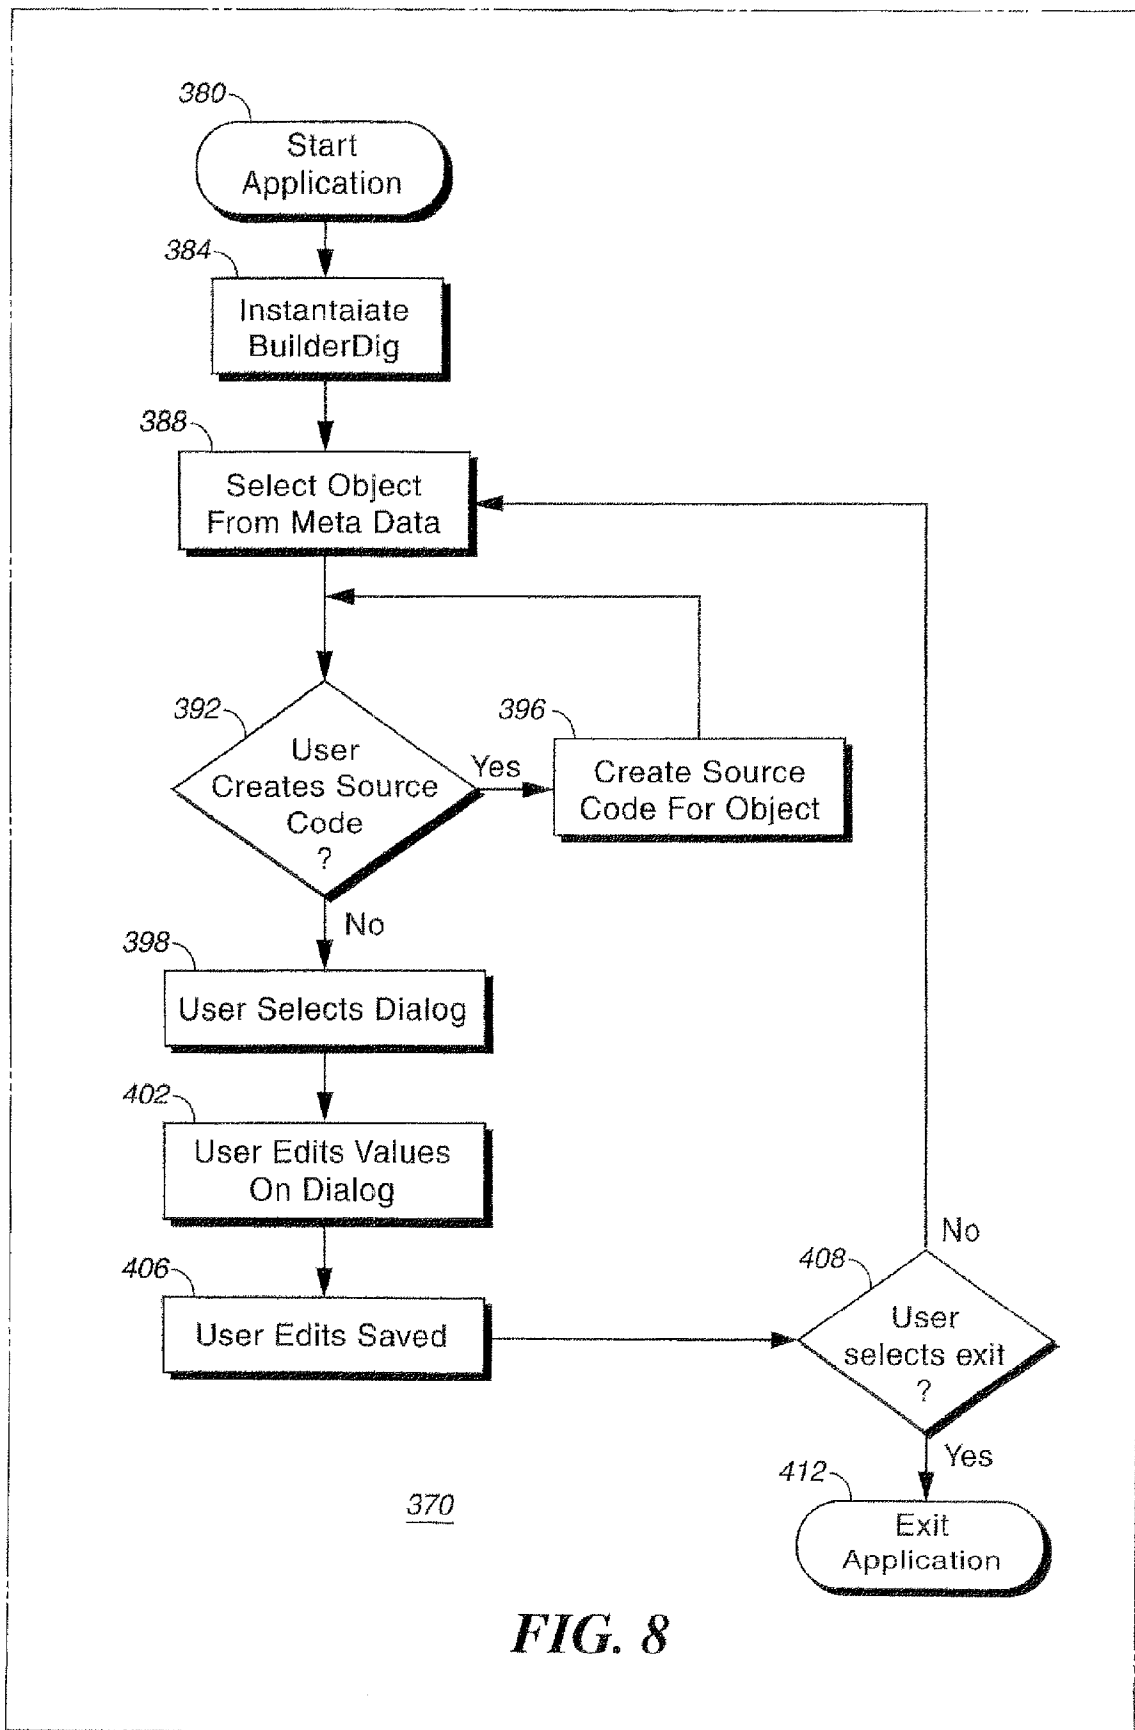 380
Start
Application
384
Instantaiate
BuilderDig
388
Select Object
From Meta Data
392
User
Creates Source
Code
?
Yes
396
Create Source
Code For Object
No
398
User Selects Dialog
402
User Edits Values
On Dialog
406
User Edits Saved
No
408
User
selects exit
?
Yes
412
Exit
Application
370
FIG. 8